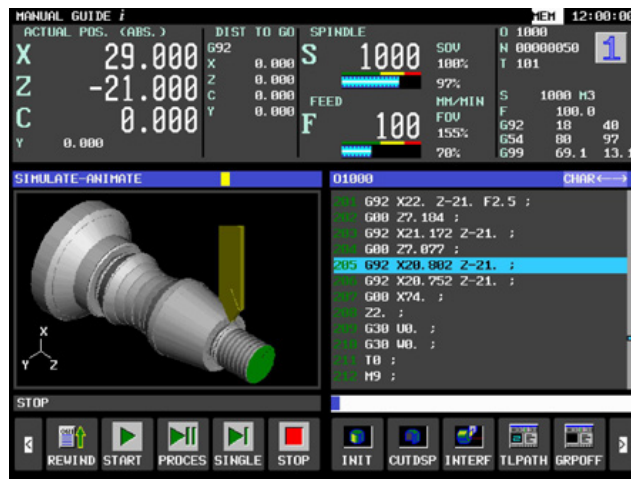 MANUAL GUIDE i MEM 12:00:00
ACTUAL POS. (ABS.) DIST TO GO SPINDLE O 1000
X 29.000 G92 S 1000 SOV 100% N 00000050 1
X 0.000 T 101
Z -21.000 Z 0.000 97% S 1000 M3
C 0.000 C 0.000 FEED MM/MIN F 100.0
Y 0.000 F 100 FOV 155% G92 18 40
Y 0.000 G54 80 97
70% G99 69.1 13.1
SIMULATE-ANIMATE O1000 CHAR←→
201 G92 X22. Z-21. F2.5 ;
202 G00 Z7.184 ;
203 G92 X21.172 Z-21. ;
204 G00 Z7.077 ;
205 G92 X20.802 Z-21. ;
206 G92 X20.752 Z-21. ;
207 G00 X74. ;
208 Z2. ;
209 G30 U0. ;
210 G30 W0. ;
211 T0 ;
212 M9 ;
X
Y Z
STOP
REWIND START PROCES SINGLE STOP INIT CUTDSP INTERF TLPATH GRPOFF